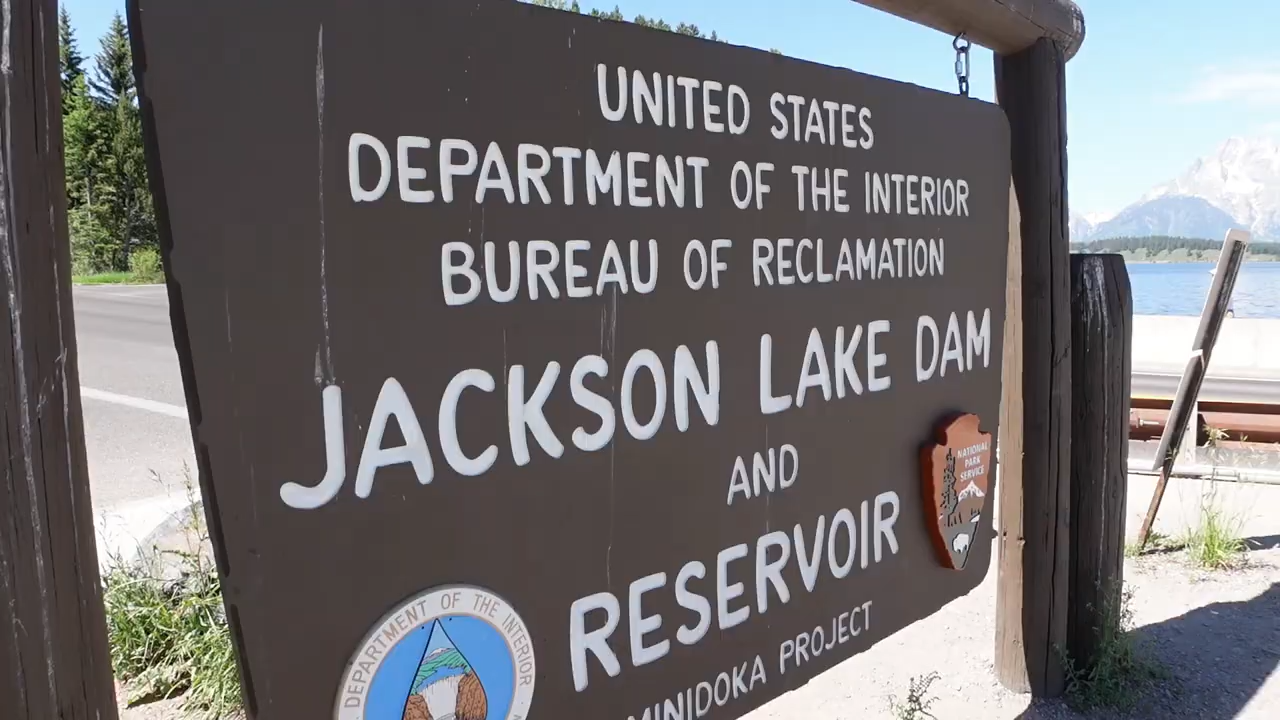 UNITED STATES
DEPARTMENT OF THE INTERIOR
BUREAU OF RECLAMATION
JACKSON LAKE DAM
AND
RESERVOIR
MINIDOKA PROJECT
NATIONAL
PARK
SERVICE
DEPARTMENT OF THE INTERIOR